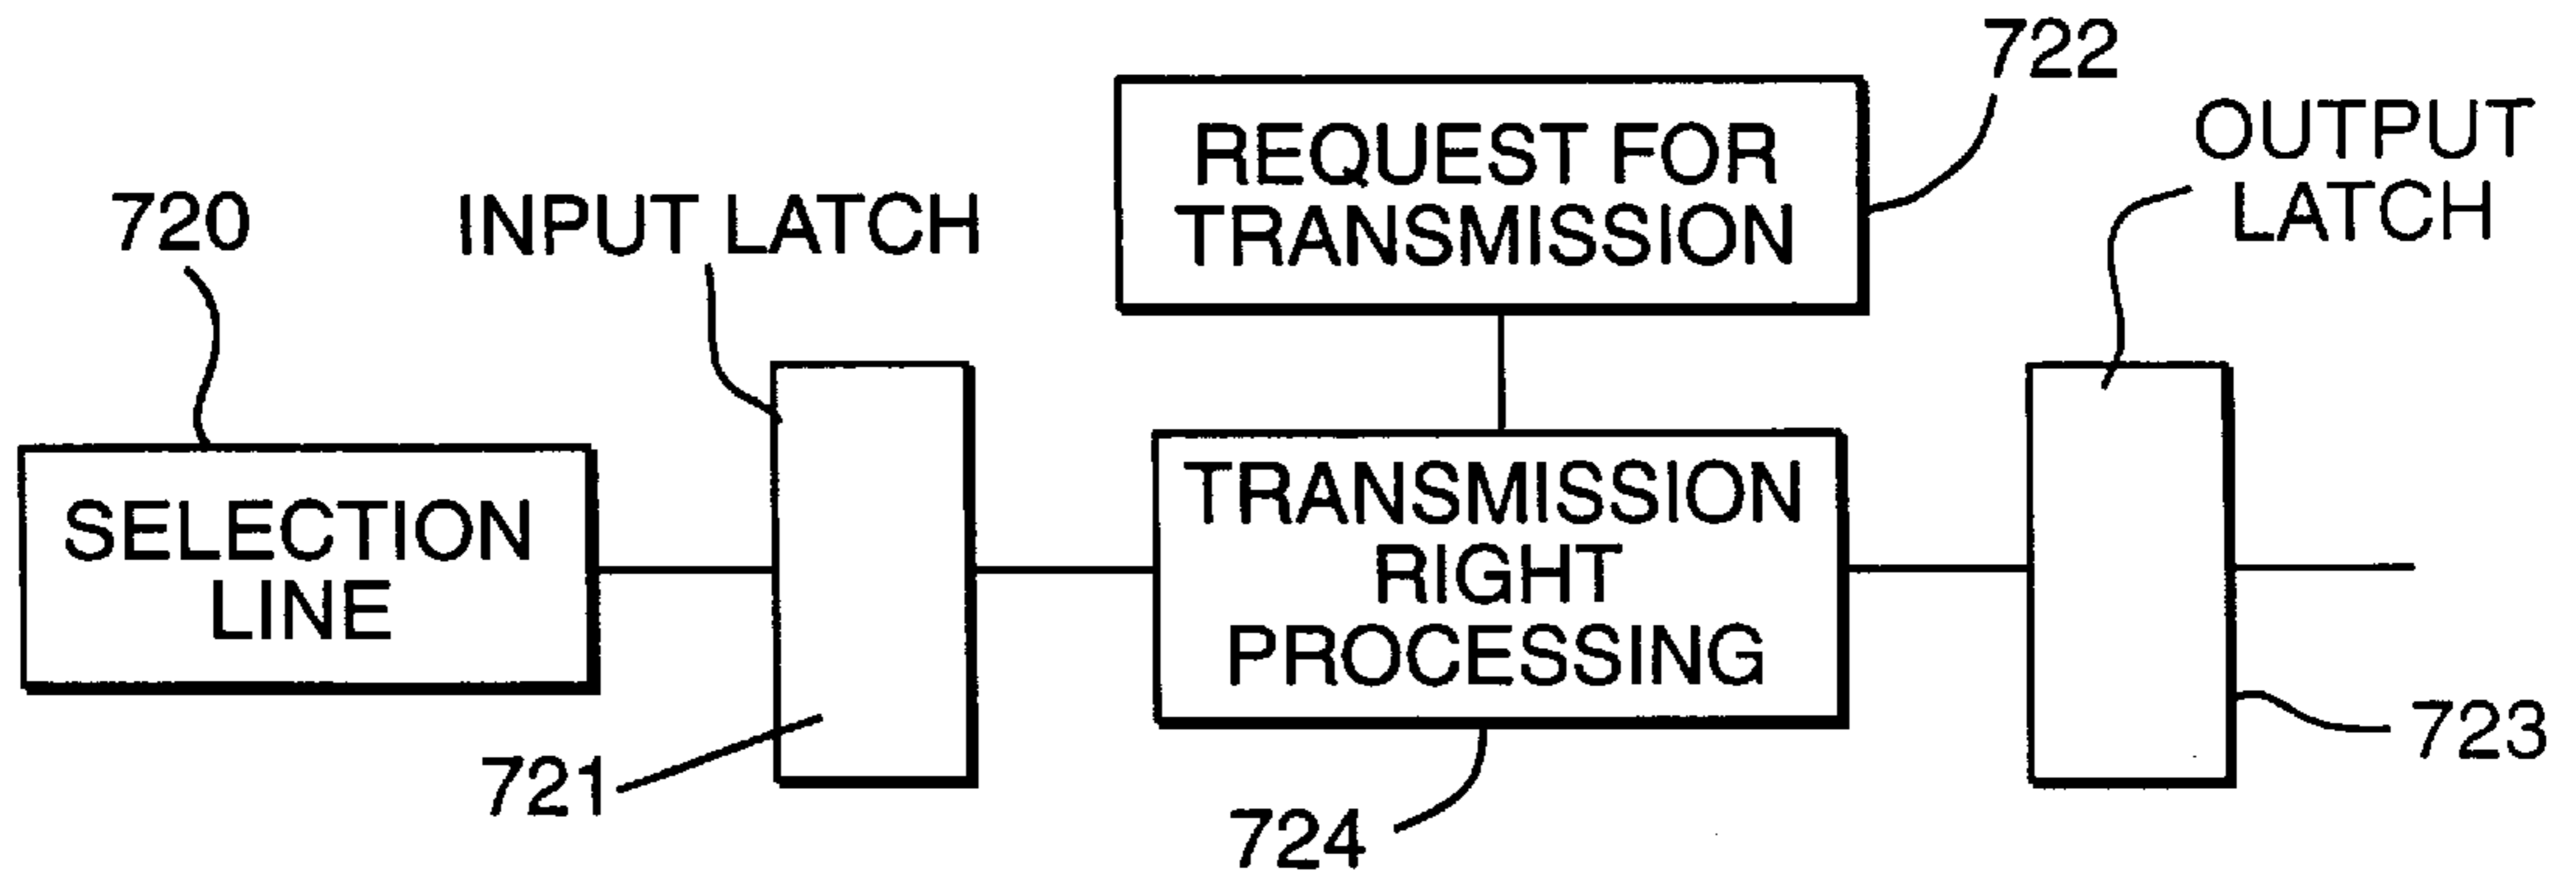 722
REQUEST FOR
TRANSMISSION
OUTPUT
LATCH
720
INPUT LATCH
SELECTION
LINE
TRANSMISSION
RIGHT
PROCESSING
721
724
723